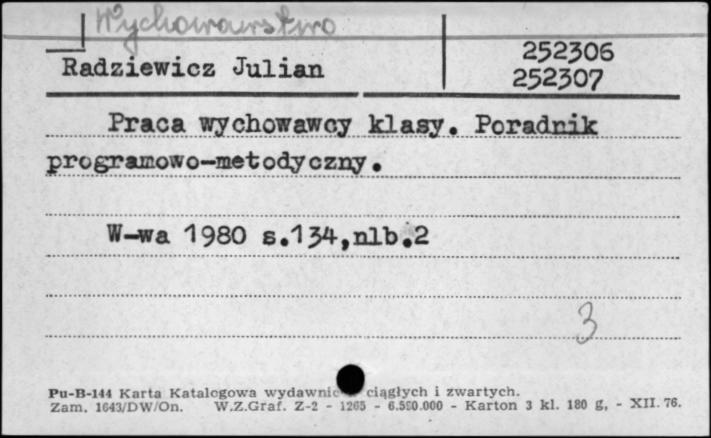 Wychowawstwo
Radziewicz Julian
252306
252307
Praca wychowawcy klasy. Poradnik
programowo-metodyczny.
W-wa 1980 s.134,nlb.2
3
Pu-B-144 Karta Katalogowa wydawnic ciągłych i zwartych.
Zam. 1643/DW/On. W.Z.Graf. Z-2 - 1265 - 6.590.000 - Karton 3 kl. 180 g, - XII. 76.